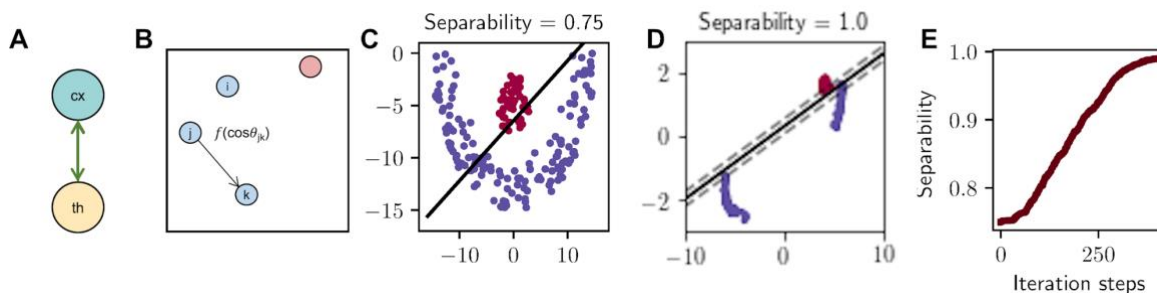 A
cx
th
B
i
j
f(cosθjk)
k
C
Separability = 0.75
0
−5
−10
−15
−10 0 10
D
Separability = 1.0
2
0
−2
−10 0 10
E
Separability
1.0
0.9
0.8
0 250
Iteration steps